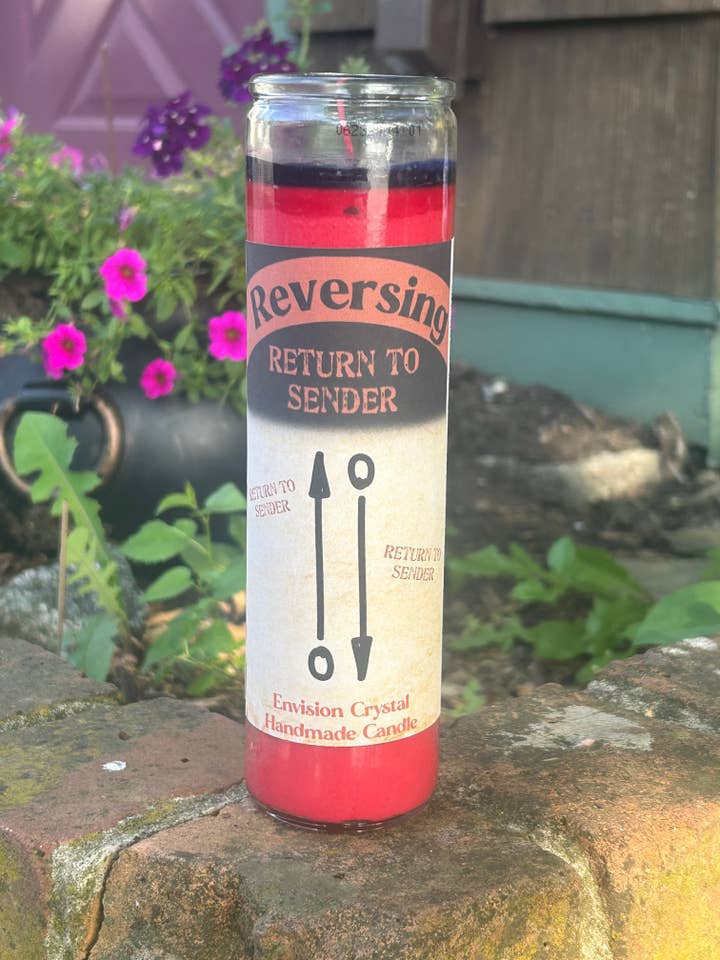 Reversing
RETURN TO
SENDER
RETURN TO
SENDER
RETURN TO
SENDER
Envision Crystal
Handmade Candle